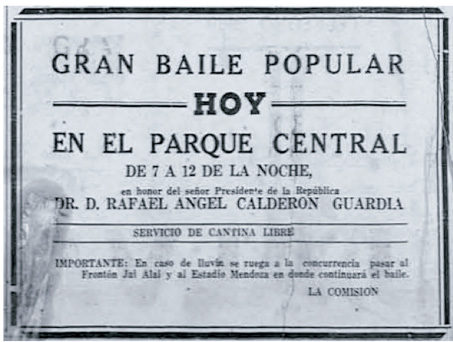 GRAN BAILE POPULAR
HOY
EN EL PARQUE CENTRAL
DE 7 A 12 DE LA NOCHE,
en honor del señor Presidente de la República
DR. D. RAFAEL ANGEL CALDERON GUARDIA
SERVICIO DE CANTINA LIBRE
IMPORTANTE: En caso de lluvia se ruega a la concurrencia pasar al
Frontón Jai Alai y al Estadio Mendoza en donde continuará el baile.
LA COMISION